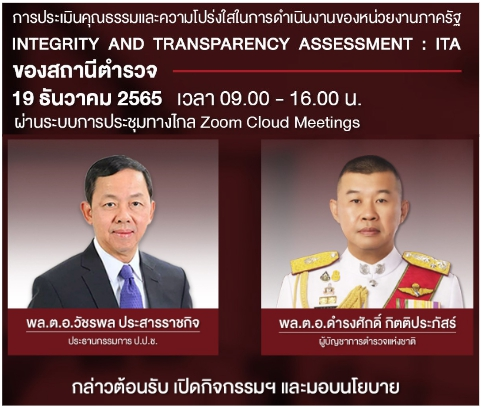 การประเมินคุณธรรมและความโปร่งใสในการดำเนินงานของหน่วยงานภาครัฐ
INTEGRITY AND TRANSPARENCY ASSESSMENT : ITA
ของสถานีตำรวจ
19 ธันวาคม 2565 เวลา 09.00 - 16.00 น.
ผ่านระบบการประชุมทางไกล Zoom Cloud Meetings
พล.ต.อ.วัชรพล ประสารราชกิจ
ประธานกรรมการ ป.ป.ช.
พล.ต.อ.ดำรงศักดิ์ กิตติประภัสร์
ผู้บัญชาการตำรวจแห่งชาติ
กล่าวต้อนรับ เปิดกิจกรรมฯ และมอบนโยบาย